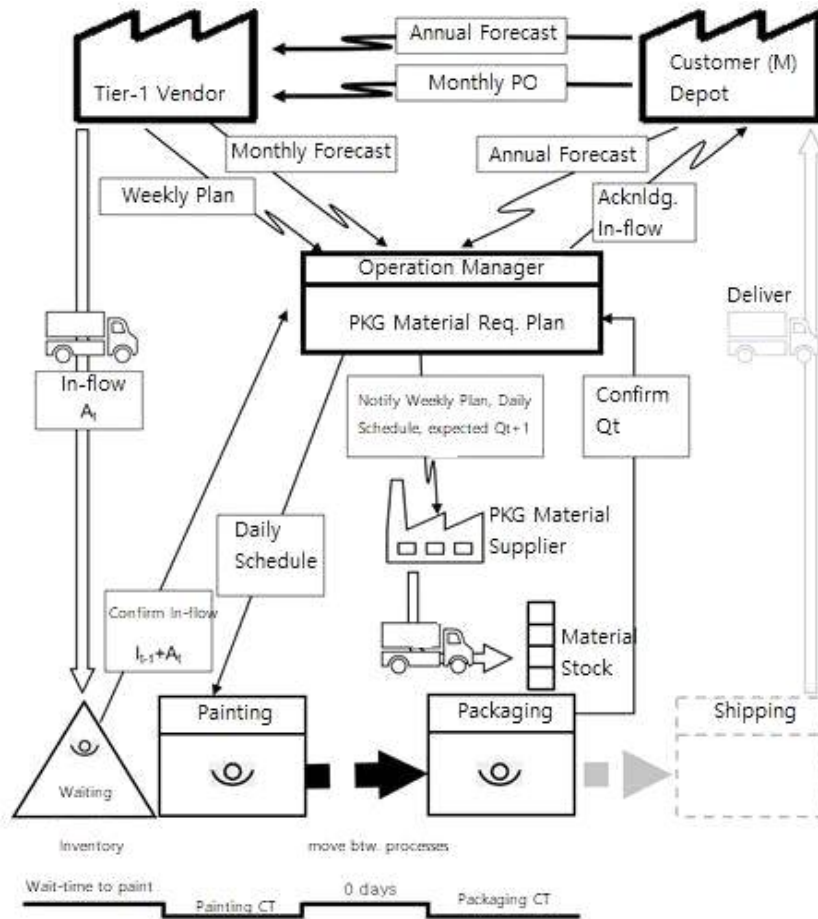 Annual Forecast
Customer (M)
Depot
Tier-1 Vendor
Monthly PO
Monthly Forecast
Annual Forecast
Weekly Plan
Acknldg.
In-flow
Operation Manager
PKG Material Req. Plan
Deliver
In-flow
At
Notify Weekly Plan, Daily
Schedule, expected Qt+1
Confirm
Qt
Daily
Schedule
PKG Material
Supplier
Confirm In-flow
It-1+At
Material
Stock
Painting
Packaging
Shipping
Waiting
Inventory
move btw. processes
Wait-time to paint
Painting CT
0 days
Packaging CT